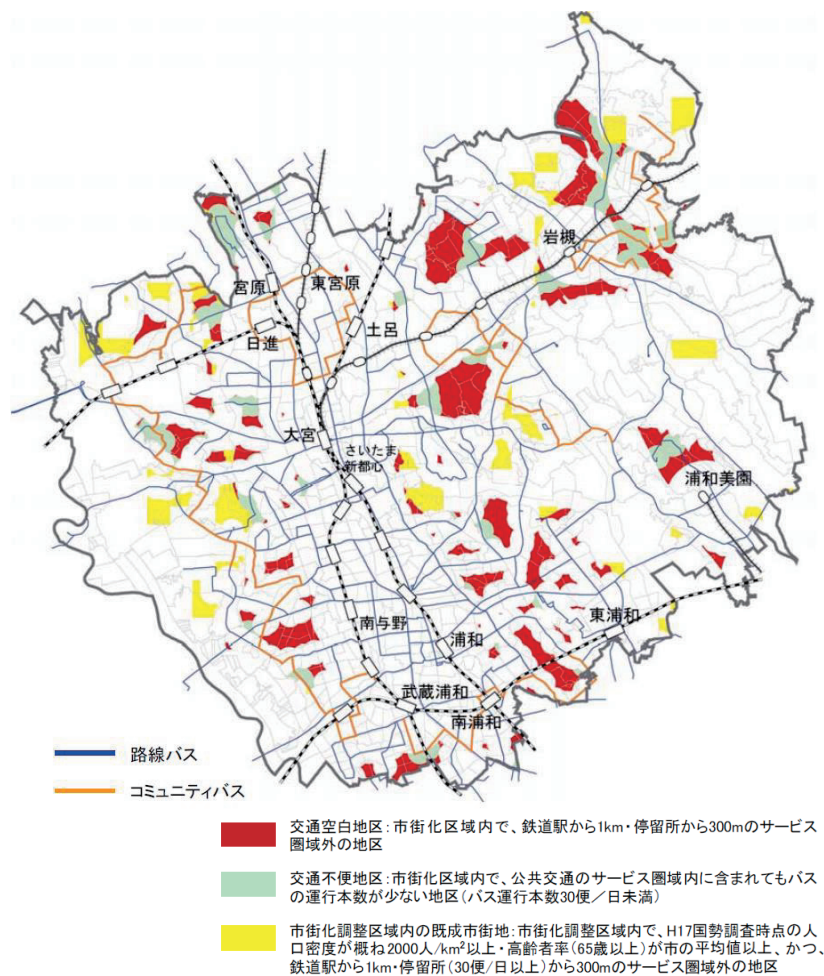 岩槻
宮原
東宮原
土呂
日進
大宮
さいたま
新都心
浦和美園
東浦和
南与野
浦和
武蔵浦和
南浦和
路線バス
コミュニティバス
交通空白地区：市街化区域内で、鉄道駅から1km・停留所から300mのサービス
圏域外の地区
交通不便地区：市街化区域内で、公共交通のサービス圏域内に含まれてもバス
の運行本数が少ない地区（バス運行本数30便／日未満）
市街化調整区域内の既成市街地：市街化調整区域内で、H17国勢調査時点の人
口密度が概ね2000人/km²以上・高齢者率（65歳以上）が市の平均値以上、かつ、
鉄道駅から1km・停留所（30便/日以上）から300mのサービス圏域外の地区